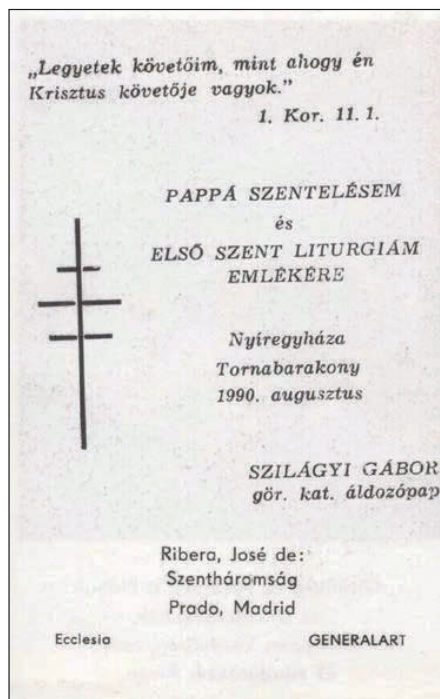 „Legyetek követőim, mint ahogy én
Krisztus követője vagyok.”
1. Kor. 11. 1.
PAPPÁ SZENTELÉSEM
és
ELSŐ SZENT LITURGIÁM
EMLÉKÉRE
Nyíregyháza
Tornabarakony
1990. augusztus
SZILÁGYI GÁBOR
gör. kat. áldozópap
Ribera, José de:
Szentháromság
Prado, Madrid
Ecclesia GENERALART